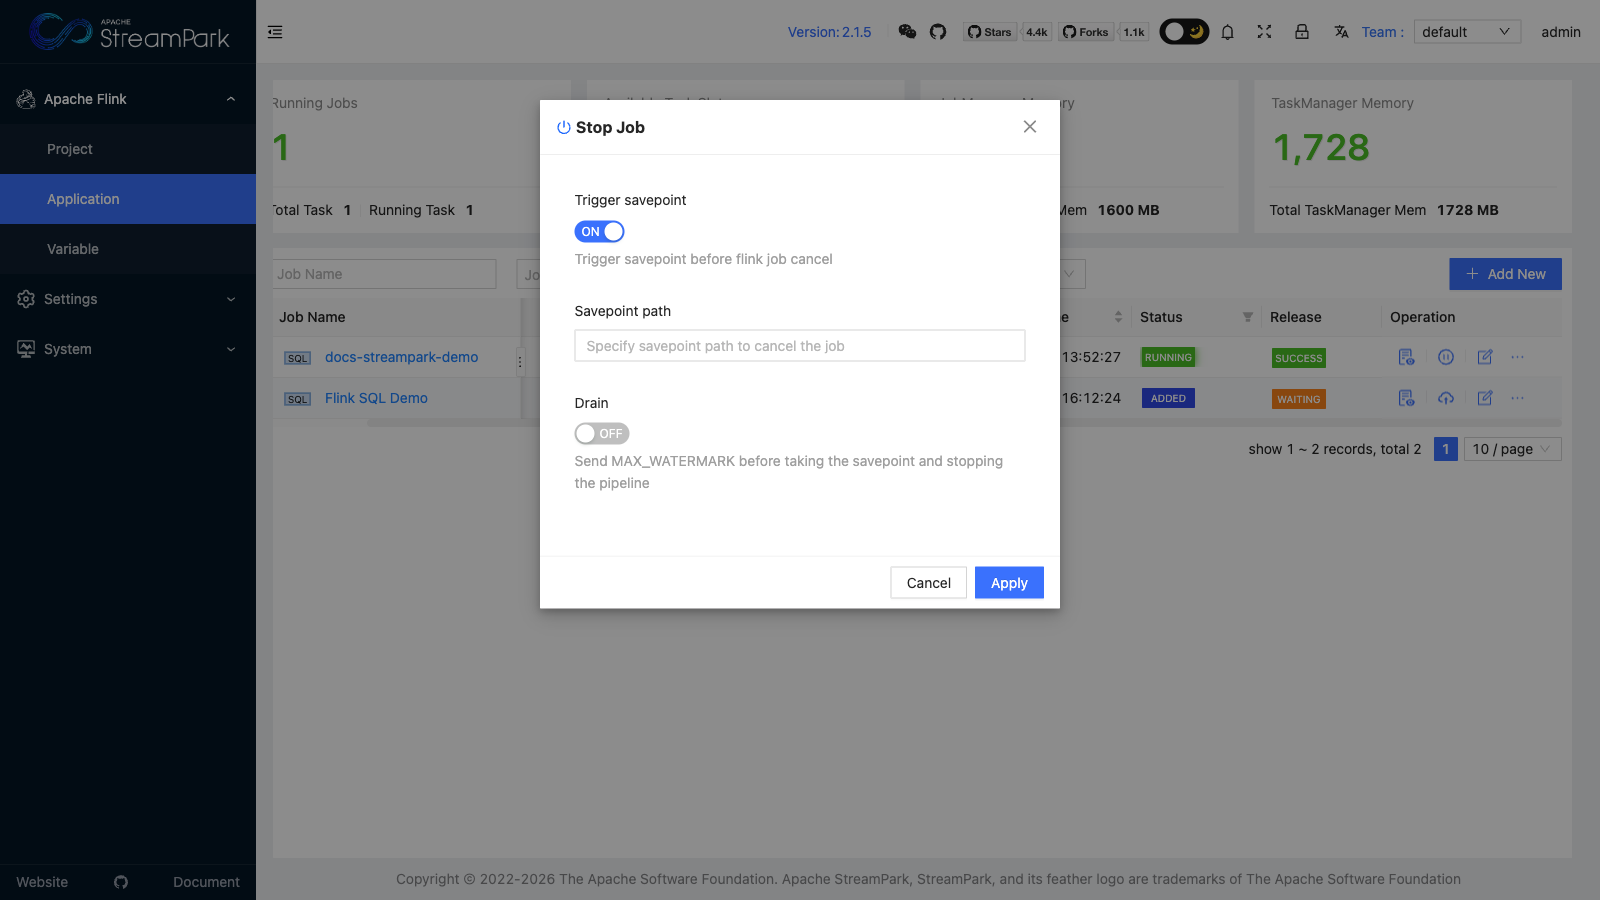 APACHE
StreamPark
Version: 2.1.5
Stars 4.4k
Forks 1.1k
Team :
default
admin
Apache Flink
Project
Application
Variable
Settings
System
Website
Document
Running Jobs
1
Total Task 1
Running Task 1
TaskManager Memory
1,728
Mem 1600 MB
Total TaskManager Mem 1728 MB
Job Name
Jo
Add New
Job Name
Status
Release
Operation
SQL docs-streampark-demo
13:52:27
RUNNING
SUCCESS
SQL Flink SQL Demo
16:12:24
ADDED
WAITING
show 1 ~ 2 records, total 2
1
10 / page
Stop Job
Trigger savepoint
ON
Trigger savepoint before flink job cancel
Savepoint path
Specify savepoint path to cancel the job
Drain
OFF
Send MAX_WATERMARK before taking the savepoint and stopping
the pipeline
Cancel
Apply
Copyright © 2022-2026 The Apache Software Foundation. Apache StreamPark, StreamPark, and its feather logo are trademarks of The Apache Software Foundation